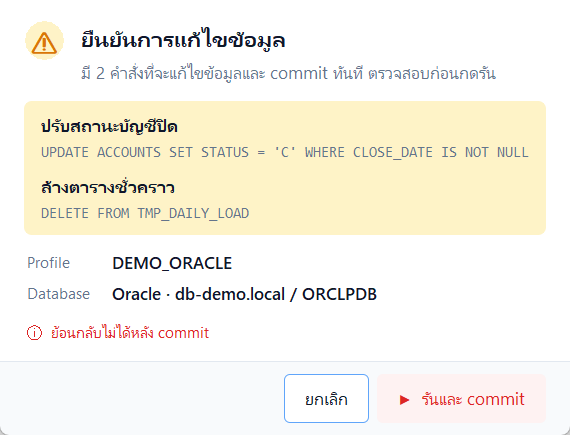 ยืนยันการแก้ไขข้อมูล
มี 2 คำสั่งที่จะแก้ไขข้อมูลและ commit ทันที ตรวจสอบก่อนกดรัน
ปรับสถานะบัญชีปิด
UPDATE ACCOUNTS SET STATUS = 'C' WHERE CLOSE_DATE IS NOT NULL
ล้างตารางชั่วคราว
DELETE FROM TMP_DAILY_LOAD
Profile DEMO_ORACLE
Database Oracle · db-demo.local / ORCLPDB
ย้อนกลับไม่ได้หลัง commit
ยกเลิก รันและ commit